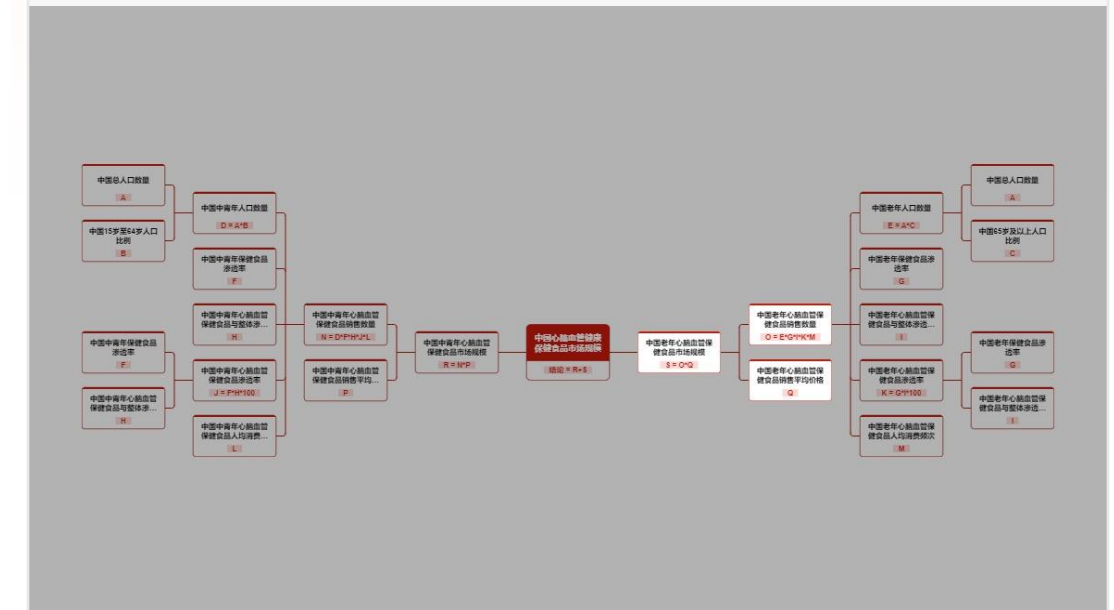 中国总人口数量
A
中国15岁至64岁人口
比例
B
中国中青年保健食品
渗透率
F
中国中青年心脑血管
保健食品与整体渗...
H
中国中青年人口数量
D = A*B
中国中青年保健食品
渗透率
F
中国中青年心脑血管
保健食品与整体渗...
H
中国中青年心脑血管
保健食品渗透率
J = F*H*100
中国中青年心脑血管
保健食品人均消费...
L
中国中青年心脑血管
保健食品销售数量
N = D*F*H*J*L
中国中青年心脑血管
保健食品销售平均...
P
中国中青年心脑血管
保健食品市场规模
R = N*P
中国心脑血管健康
保健食品市场规模
结论 = R+S
中国老年心脑血管保
健食品市场规模
S = O*Q
中国老年心脑血管保
健食品销售数量
O = E*G*I*K*M
中国老年心脑血管保
健食品销售平均价格
Q
中国老年人口数量
E = A*C
中国老年保健食品渗
透率
G
中国老年心脑血管保
健食品与整体渗透...
I
中国老年心脑血管保
健食品渗透率
K = G*I*100
中国老年心脑血管保
健食品人均消费频次
M
中国总人口数量
A
中国65岁及以上人口
比例
C
中国老年保健食品渗
透率
G
中国老年心脑血管保
健食品与整体渗透...
I